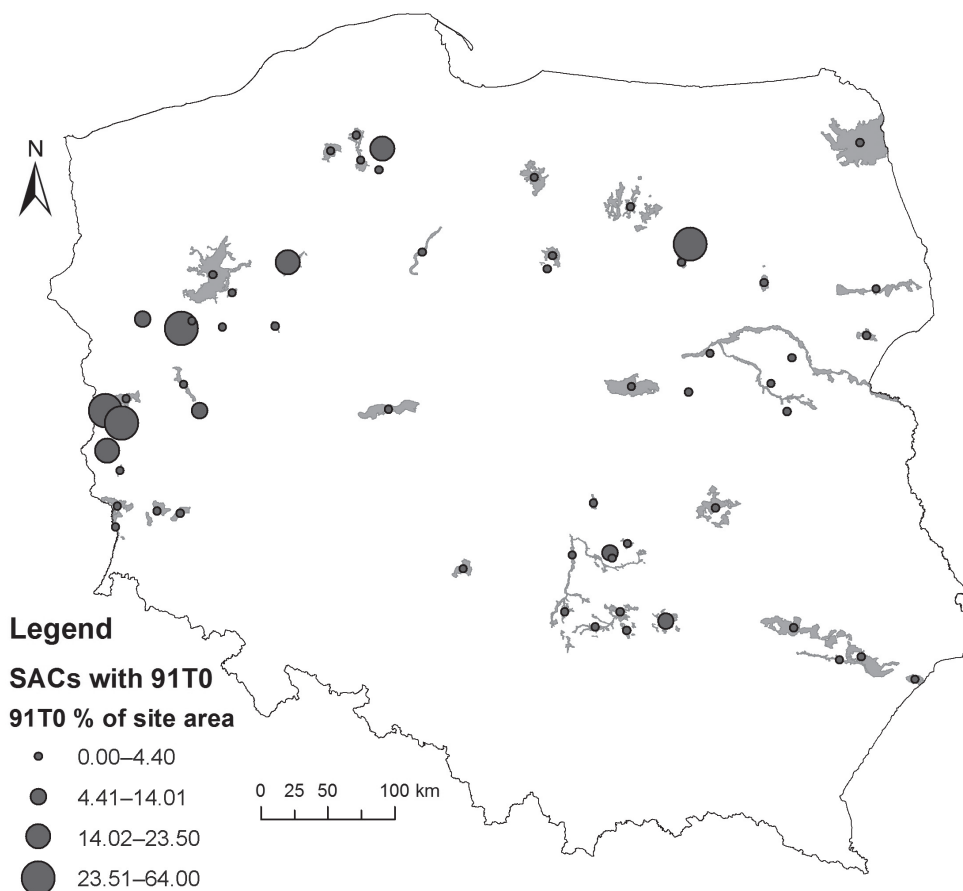 N
Legend
SACs with 91T0
91T0 % of site area
0.00–4.40
4.41–14.01
14.02–23.50
23.51–64.00
0 25 50 100 km